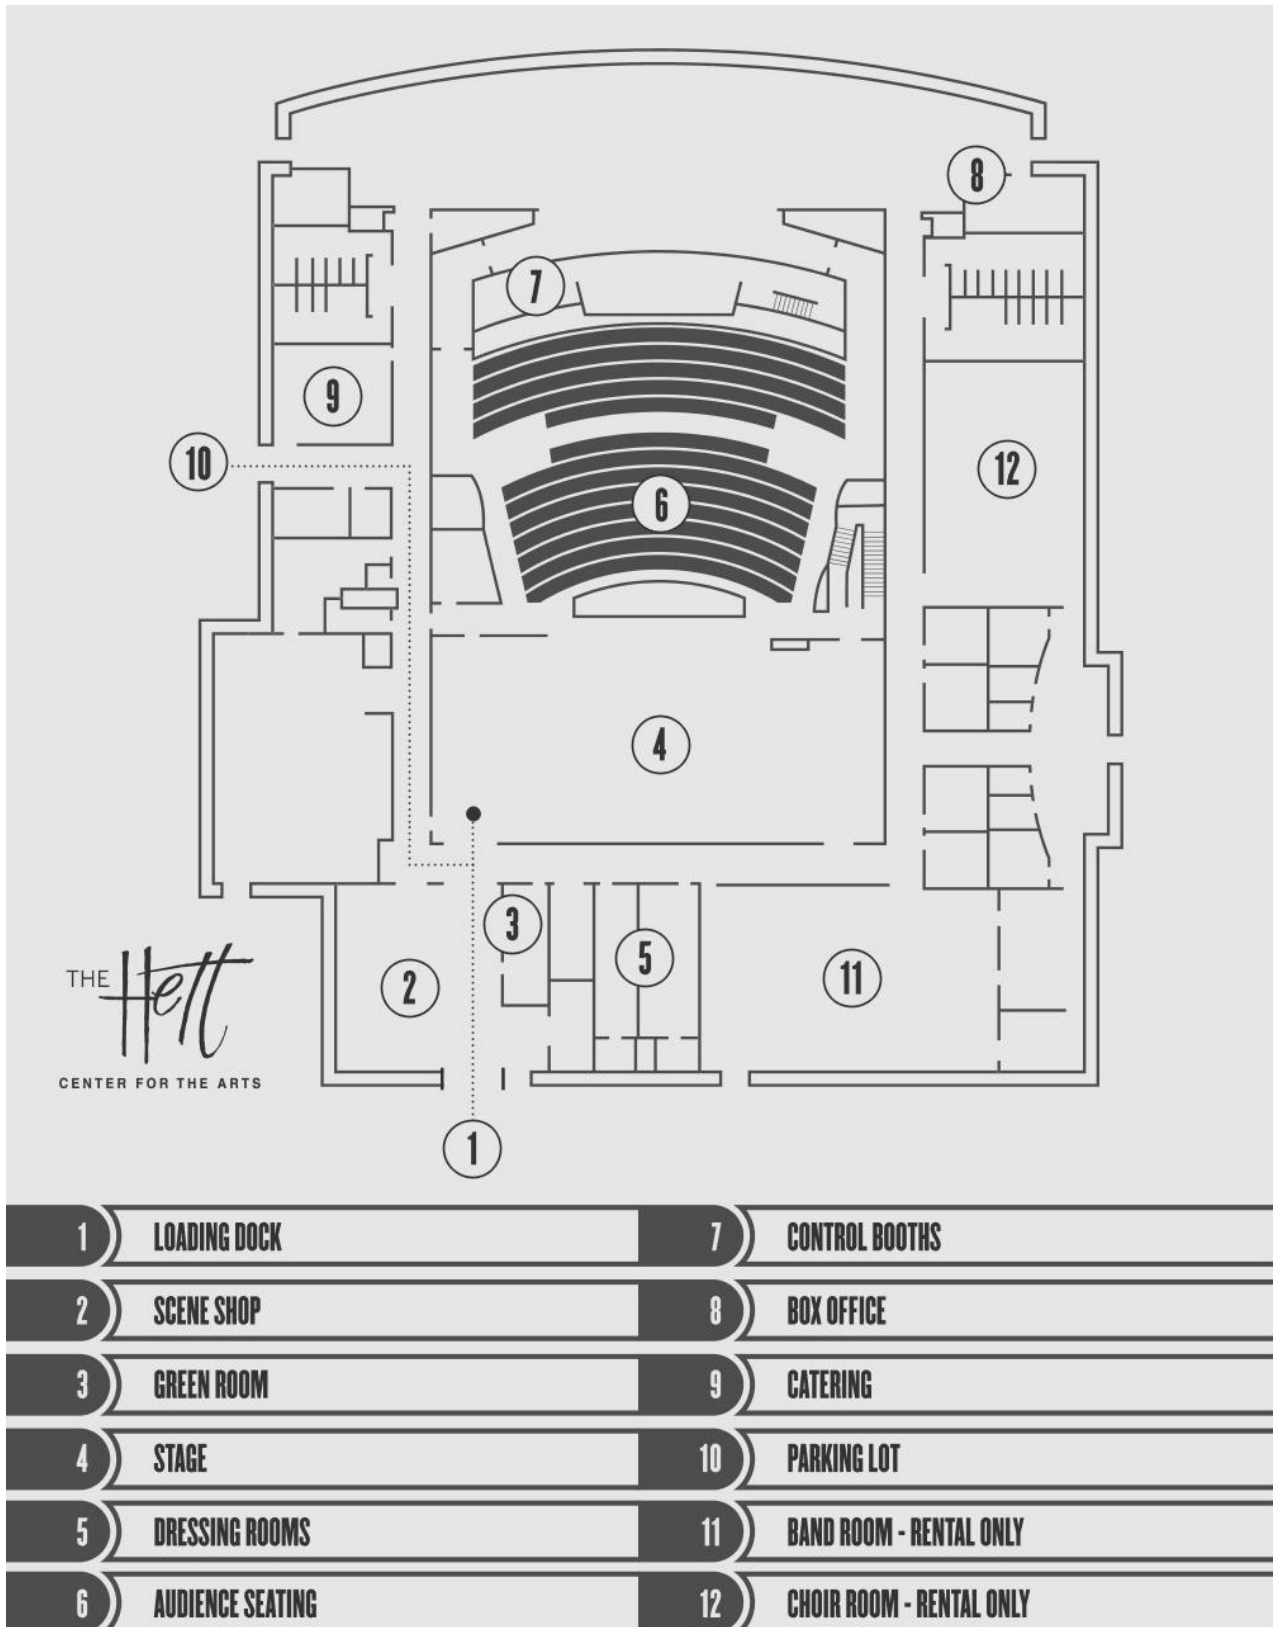 8
7
9
10
12
6
4
3
5
2
11
THE Hett
CENTER FOR THE ARTS
1
1 LOADING DOCK
7 CONTROL BOOTHS
2 SCENE SHOP
8 BOX OFFICE
3 GREEN ROOM
9 CATERING
4 STAGE
10 PARKING LOT
5 DRESSING ROOMS
11 BAND ROOM - RENTAL ONLY
6 AUDIENCE SEATING
12 CHOIR ROOM - RENTAL ONLY